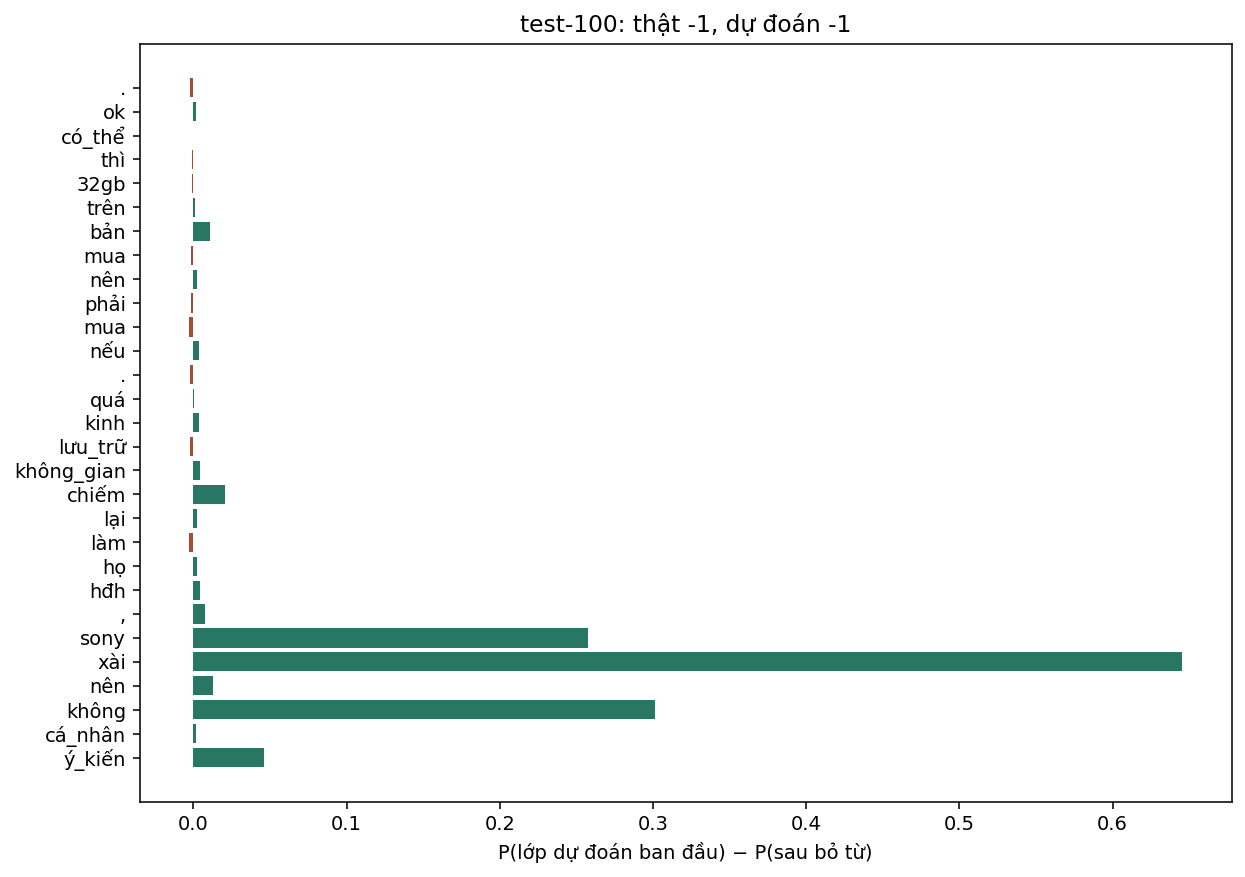 test-100: thật -1, dự đoán -1
.
ok
có_thể
thì
32gb
trên
bản
mua
nên
phải
mua
nếu
.
quá
kinh
lưu_trữ
không_gian
chiếm
lại
làm
họ
hđh
,
sony
xài
nên
không
cá_nhân
ý_kiến
0.0 0.1 0.2 0.3 0.4 0.5 0.6
P(lớp dự đoán ban đầu) − P(sau bỏ từ)